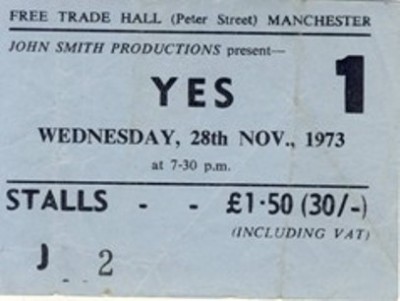 FREE TRADE HALL (Peter Street) MANCHESTER
JOHN SMITH PRODUCTIONS present—
YES 1
WEDNESDAY, 28th NOV., 1973
at 7-30 p.m.
STALLS - - £1·50 (30/-)
(INCLUDING VAT)
J 2